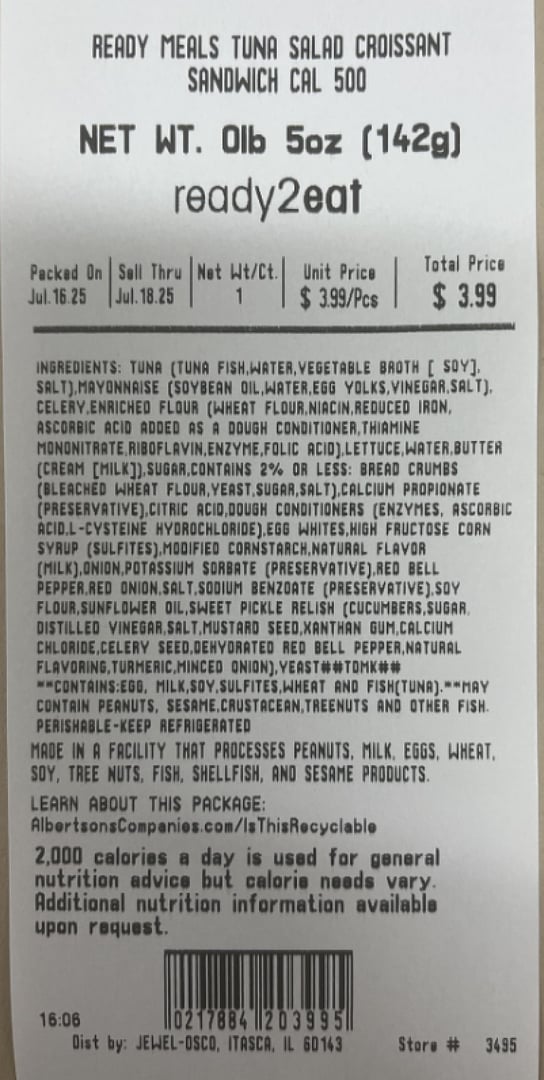 READY MEALS TUNA SALAD CROISSANT
SANDWICH CAL 500
NET WT. 0lb 5oz (142g)
ready2eat
Packed On | Sell Thru | Net Wt/Ct. | Unit Price | Total Price
Jul.16.25 | Jul.18.25 | 1 | $ 3.99/Pcs | $ 3.99
INGREDIENTS: TUNA (TUNA FISH,WATER,VEGETABLE BROTH [ SOY],
SALT),MAYONNAISE (SOYBEAN OIL,WATER,EGG YOLKS,VINEGAR,SALT),
CELERY,ENRICHED FLOUR (WHEAT FLOUR,NIACIN,REDUCED IRON,
ASCORBIC ACID ADDED AS A DOUGH CONDITIONER,THIAMINE
MONONITRATE,RIBOFLAVIN,ENZYME,FOLIC ACID),LETTUCE,WATER,BUTTER
(CREAM [MILK]),SUGAR,CONTAINS 2% OR LESS: BREAD CRUMBS
(BLEACHED WHEAT FLOUR,YEAST,SUGAR,SALT),CALCIUM PROPIONATE
(PRESERVATIVE),CITRIC ACID,DOUGH CONDITIONERS (ENZYMES, ASCORBIC
ACID,L-CYSTEINE HYDROCHLORIDE),EGG WHITES,HIGH FRUCTOSE CORN
SYRUP (SULFITES),MODIFIED CORNSTARCH,NATURAL FLAVOR
(MILK),ONION,POTASSIUM SORBATE (PRESERVATIVE),RED BELL
PEPPER,RED ONION,SALT,SODIUM BENZOATE (PRESERVATIVE),SOY
FLOUR,SUNFLOWER OIL,SWEET PICKLE RELISH (CUCUMBERS,SUGAR,
DISTILLED VINEGAR,SALT,MUSTARD SEED,XANTHAN GUM,CALCIUM
CHLORIDE,CELERY SEED,DEHYDRATED RED BELL PEPPER,NATURAL
FLAVORING,TURMERIC,MINCED ONION),YEAST##TDMK##
**CONTAINS:EGG, MILK,SOY,SULFITES,WHEAT AND FISH(TUNA).**MAY
CONTAIN PEANUTS, SESAME,CRUSTACEAN,TREENUTS AND OTHER FISH.
PERISHABLE-KEEP REFRIGERATED
MADE IN A FACILITY THAT PROCESSES PEANUTS, MILK, EGGS, WHEAT,
SOY, TREE NUTS, FISH, SHELLFISH, AND SESAME PRODUCTS.
LEARN ABOUT THIS PACKAGE:
AlbertsonsCompanies.com/IsThisRecyclable
2,000 calories a day is used for general
nutrition advice but calorie needs vary.
Additional nutrition information available
upon request.
16:06
0217884 203995
Dist by: JEWEL-OSCO, ITASCA, IL 60143 Store # 3495